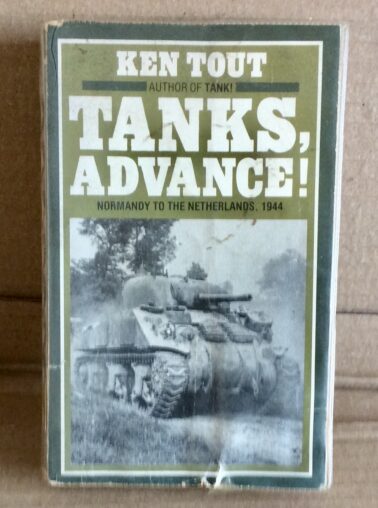 KEN TOUT
AUTHOR OF TANK!
TANKS,
ADVANCE!
NORMANDY TO THE NETHERLANDS, 1944